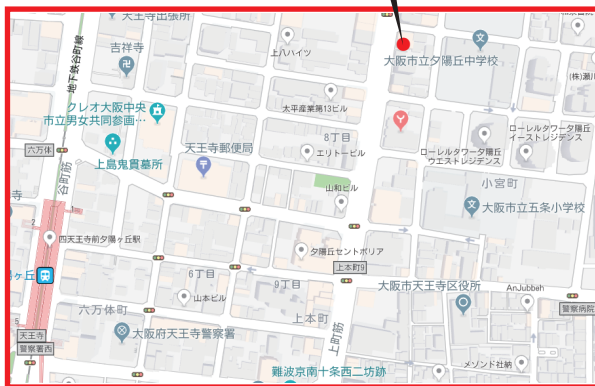 天王寺出張所
吉祥寺
地下鉄谷町線
上八ハイツ
大阪市立夕陽丘中学校
(株)瀬川
太平産業第13ビル
クレオ大阪中央
市立男女共同参画…
六万体
谷町筋
上島鬼貫墓所
天王寺郵便局
8丁目
エリトービル
ローレルタワー夕陽丘
ウエストレジデンス
ローレルタワー夕陽丘
イーストレジデンス
山和ビル
小宮町
大阪市立五条小学校
寺
2
1
四天王寺前夕陽ヶ丘駅
夕陽丘セントポリア
上本町9
ヶ丘
6丁目
9丁目
山本ビル
大阪市天王寺区役所
AnJubbeh
警察病院
六万体町
上本町
5
天王寺
警察署西
大阪府天王寺警察署
上町筋
難波京南十条西二坊跡
メゾンド社納